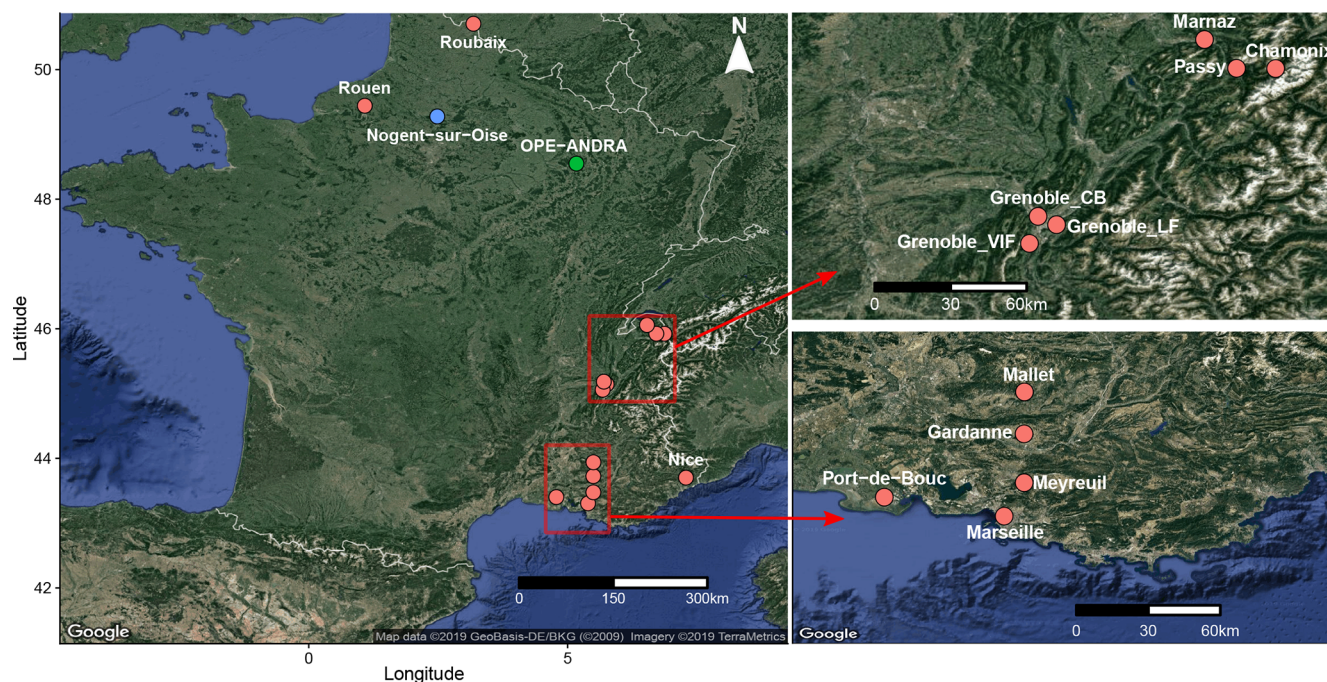 Roubaix
N
50
Rouen
Nogent−sur−Oise
OPE−ANDRA
48
Latitude
46
44
Nice
42
0 150 300km
Google
Map data ©2019 GeoBasis-DE/BKG (©2009) Imagery ©2019 TerraMetrics
0 5
Longitude
Marnaz
Chamonix
Passy
Grenoble_CB
Grenoble_LF
Grenoble_VIF
0 30 60km
Mallet
Gardanne
Port−de−Bouc
Meyreuil
Marseille
0 30 60km
Google